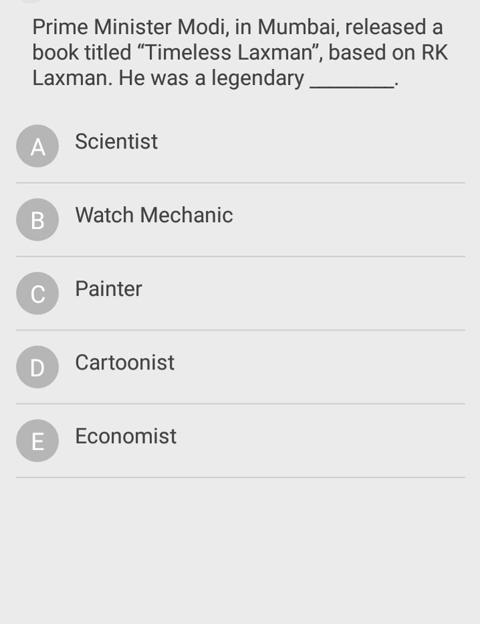 Prime Minister Modi, in Mumbai, released a
book titled “Timeless Laxman”, based on RK
Laxman. He was a legendary ________.
A Scientist
B Watch Mechanic
C Painter
D Cartoonist
E Economist